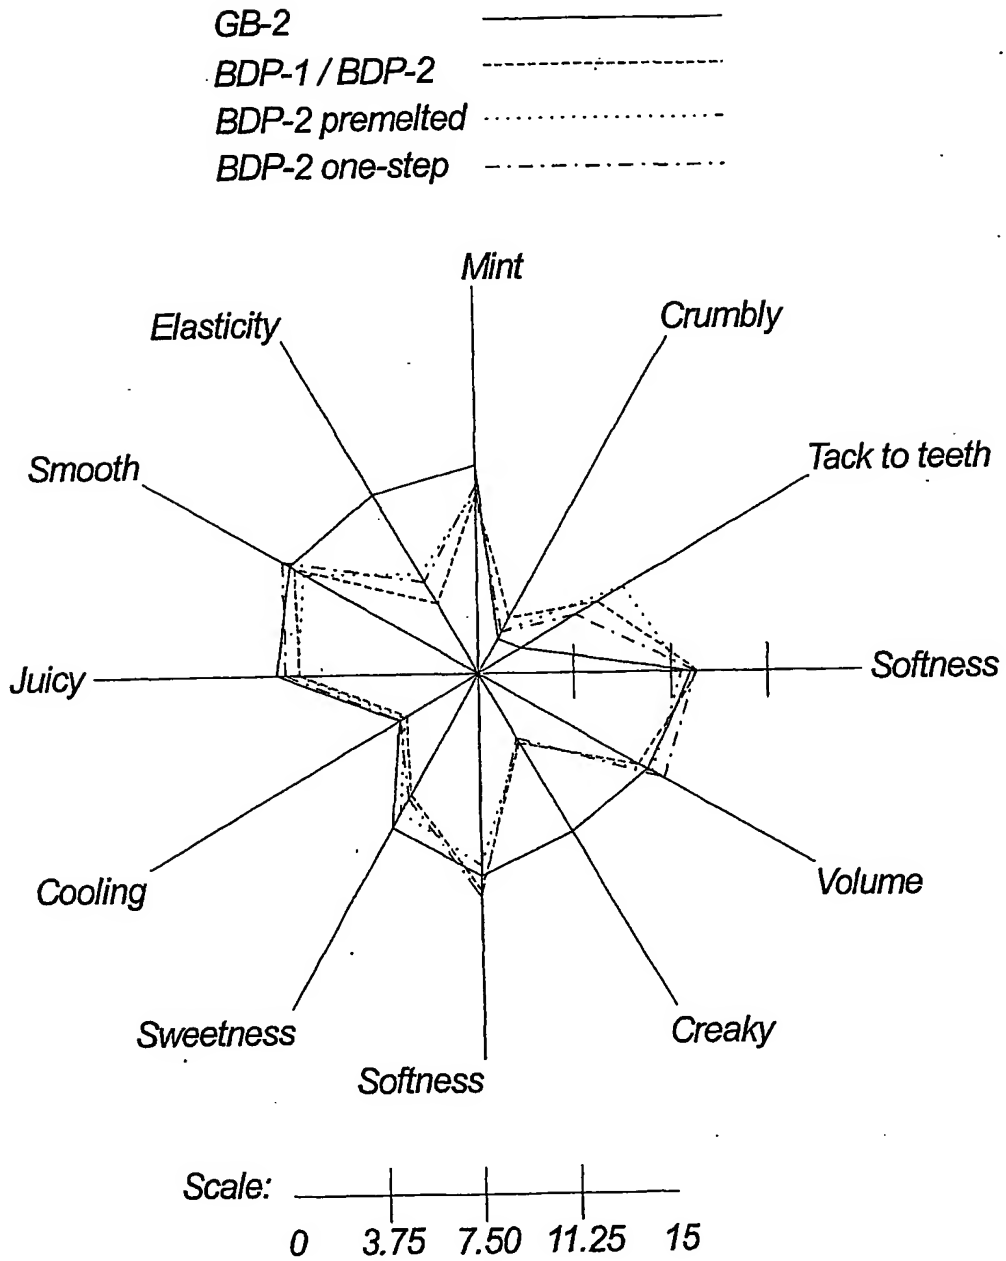 GB-2
BDP-1 / BDP-2
BDP-2 premelted
BDP-2 one-step
Mint
Elasticity
Crumbly
Smooth
Tack to teeth
Juicy
Softness
Cooling
Volume
Sweetness
Creaky
Softness
Scale:
0 3.75 7.50 11.25 15